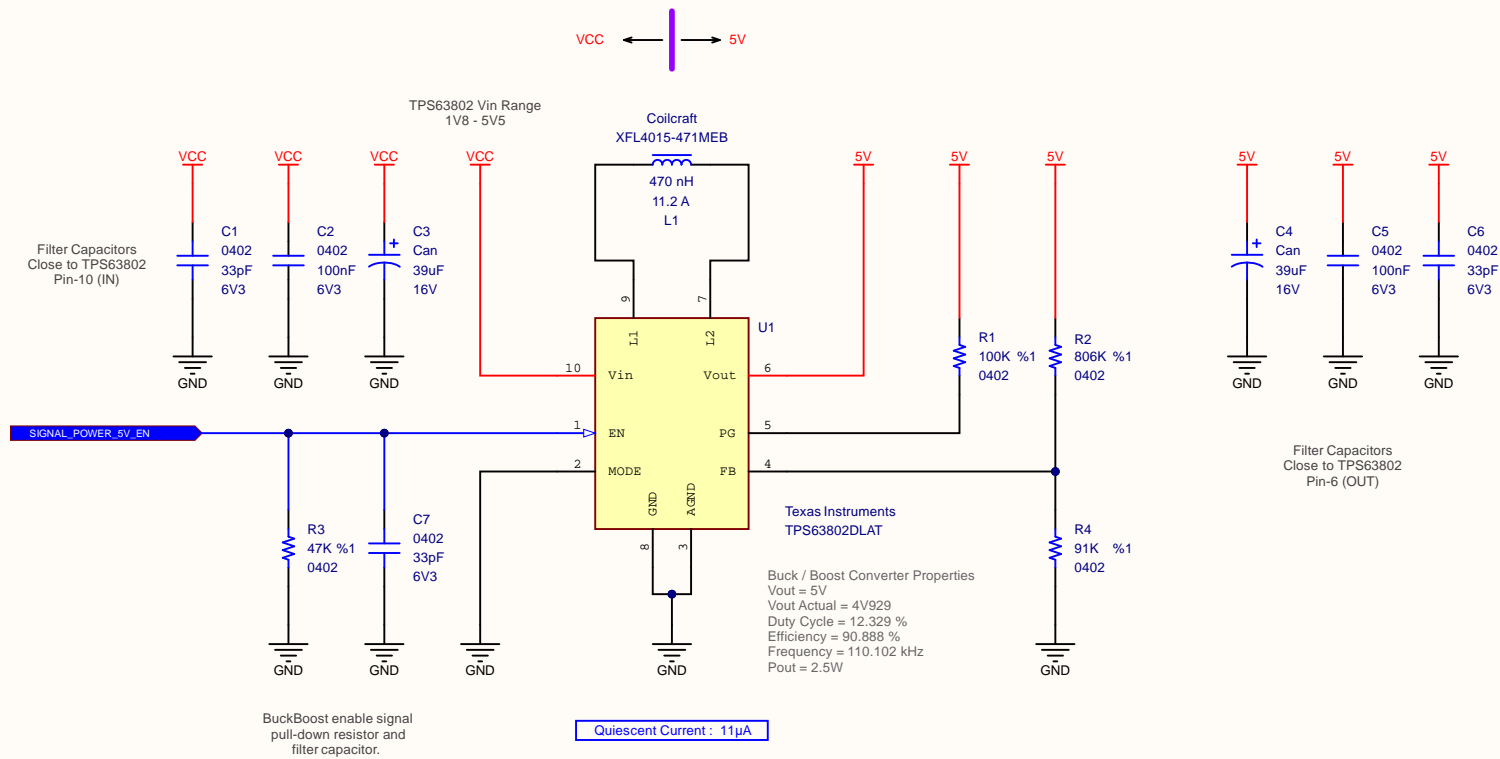 VCC
5V
TPS63802 Vin Range
1V8 - 5V5
Coilcraft
XFL4015-471MEB
470 nH
11.2 A
L1
VCC
VCC
VCC
VCC
5V
5V
5V
5V
5V
5V
Filter Capacitors
Close to TPS63802
Pin-10 (IN)
C1
0402
33pF
6V3
C2
0402
100nF
6V3
C3
Can
39uF
16V
C4
Can
39uF
16V
C5
0402
100nF
6V3
C6
0402
33pF
6V3
GND
GND
GND
GND
GND
GND
9
7
L1
L2
U1
10
Vin
Vout
6
1
EN
PG
5
2
MODE
FB
4
GND
AGND
8
3
R1
100K %1
0402
R2
806K %1
0402
SIGNAL_POWER_5V_EN
Filter Capacitors
Close to TPS63802
Pin-6 (OUT)
Texas Instruments
TPS63802DLAT
R3
47K %1
0402
C7
0402
33pF
6V3
R4
91K %1
0402
Buck / Boost Converter Properties
Vout = 5V
Vout Actual = 4V929
Duty Cycle = 12.329 %
Efficiency = 90.888 %
Frequency = 110.102 kHz
Pout = 2.5W
GND
GND
GND
GND
GND
BuckBoost enable signal
pull-down resistor and
filter capacitor.
Quiescent Current : 11µA